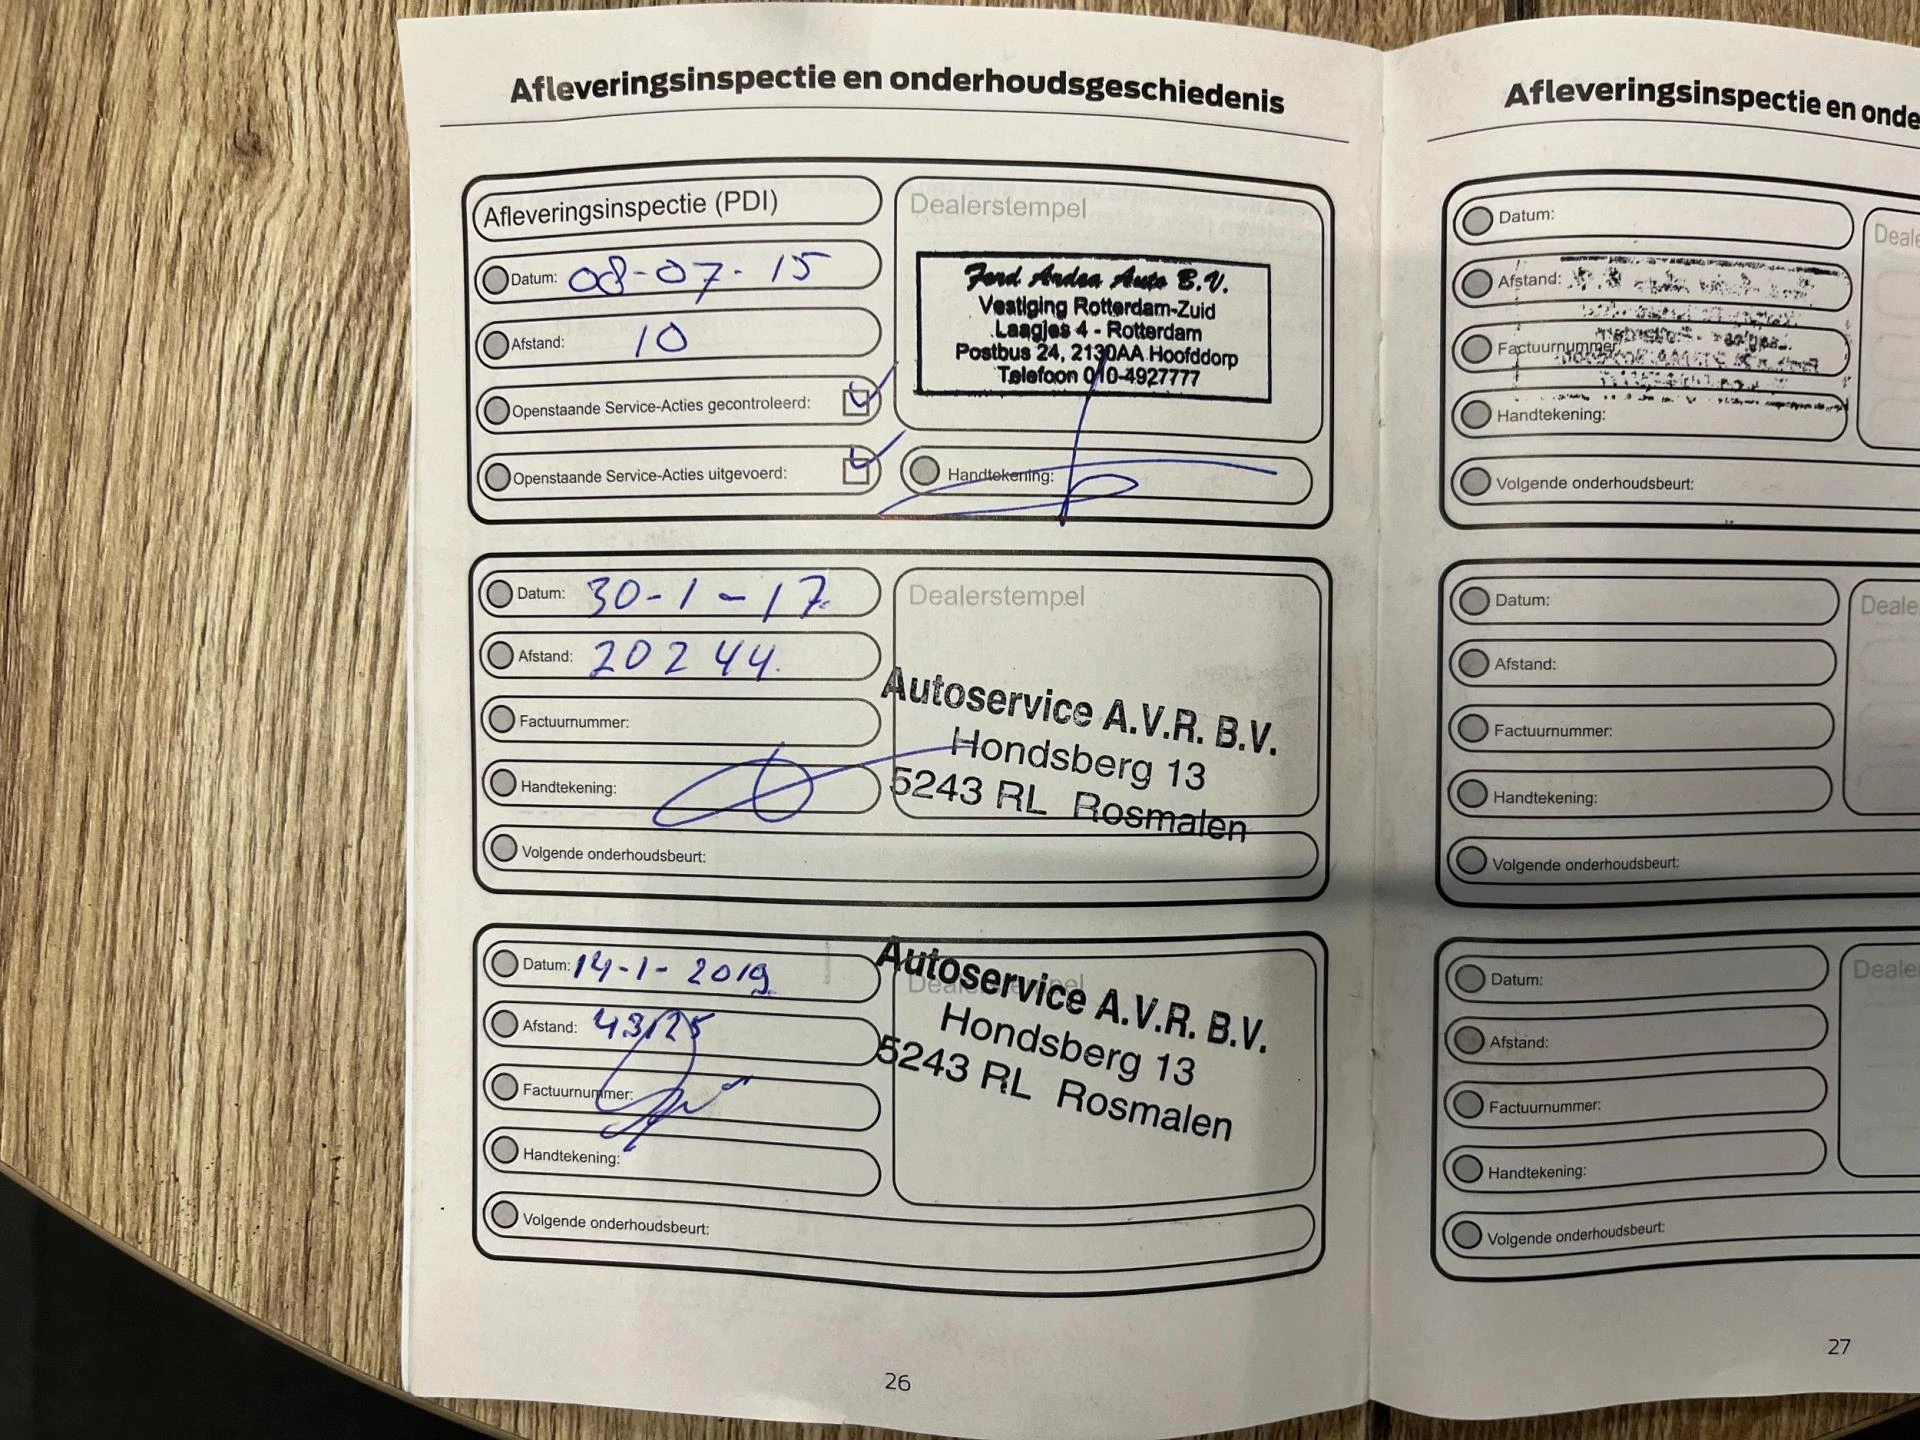 Afleveringsinspectie en onderhoudsgeschiedenis
Afleveringsinspectie (PDI)
Datum: 08-07-15
Afstand: 10
Openstaande Service-Acties gecontroleerd:
Openstaande Service-Acties uitgevoerd:
Dealerstempel
Ford Ardea Auto B.V.
Vestiging Rotterdam-Zuid
Laagjes 4 - Rotterdam
Postbus 24, 2130AA Hoofddorp
Telefoon 010-4927777
Handtekening:
Datum: 30-1-17
Afstand: 20244
Factuurnummer:
Handtekening:
Volgende onderhoudsbeurt:
Dealerstempel
Autoservice A.V.R. B.V.
Hondsberg 13
5243 RL Rosmalen
Datum: 14-1-2019
Afstand: 43125
Factuurnummer:
Handtekening:
Volgende onderhoudsbeurt:
Dealerstempel
Autoservice A.V.R. B.V.
Hondsberg 13
5243 RL Rosmalen
26
Afleveringsinspectie en onde
Datum:
Afstand:
Factuurnummer
Handtekening:
Volgende onderhoudsbeurt:
Deale
Datum:
Afstand:
Factuurnummer:
Handtekening:
Volgende onderhoudsbeurt:
Deale
Datum:
Afstand:
Factuurnummer:
Handtekening:
Volgende onderhoudsbeurt:
Deale
27